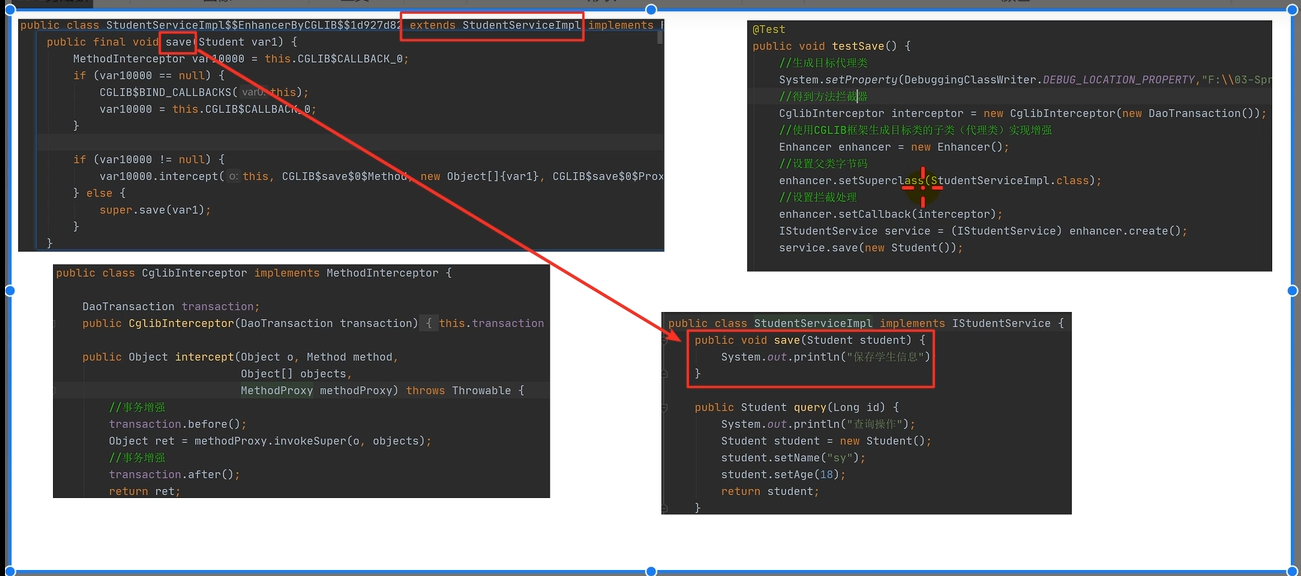 public class StudentServiceImpl$$EnhancerByCGLIB$$1d927d82 extends StudentServiceImpl implements
public final void save(Student var1) {
MethodInterceptor var10000 = this.CGLIB$CALLBACK_0;
if (var10000 == null) {
CGLIB$BIND_CALLBACKS( var0: this);
var10000 = this.CGLIB$CALLBACK_0;
}
if (var10000 != null) {
var10000.intercept( o: this, CGLIB$save$0$Method, new Object[]{var1}, CGLIB$save$0$Prox
} else {
super.save(var1);
}
}
@Test
public void testSave() {
//生成目标代理类
System.setProperty(DebuggingClassWriter.DEBUG_LOCATION_PROPERTY,"F:\\03-Spr
//得到方法拦截器
CglibInterceptor interceptor = new CglibInterceptor(new DaoTransaction());
//使用CGLIB框架生成目标类的子类（代理类）实现增强
Enhancer enhancer = new Enhancer();
//设置父类字节码
enhancer.setSuperclass(StudentServiceImpl.class);
//设置拦截处理
enhancer.setCallback(interceptor);
IStudentService service = (IStudentService) enhancer.create();
service.save(new Student());
public class CglibInterceptor implements MethodInterceptor {
DaoTransaction transaction;
public CglibInterceptor(DaoTransaction transaction) { this.transaction
public Object intercept(Object o, Method method,
Object[] objects,
MethodProxy methodProxy) throws Throwable {
//事务增强
transaction.before();
Object ret = methodProxy.invokeSuper(o, objects);
//事务增强
transaction.after();
return ret;
public class StudentServiceImpl implements IStudentService {
public void save(Student student) {
System.out.println("保存学生信息")
}
public Student query(Long id) {
System.out.println("查询操作");
Student student = new Student();
student.setName("sy");
student.setAge(18);
return student;
}